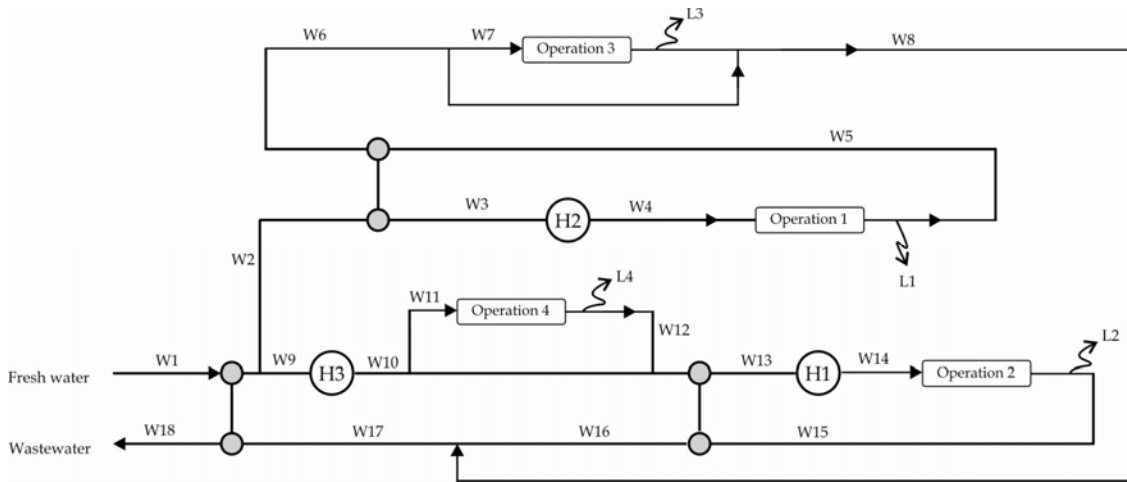 L3
W6
W7
Operation 3
W8
W5
W3
H2
W4
Operation 1
W2
L1
L4
W11
Operation 4
W12
L2
W1
W9
H3
W10
W13
H1
W14
Operation 2
Fresh water
Wastewater
W18
W17
W16
W15